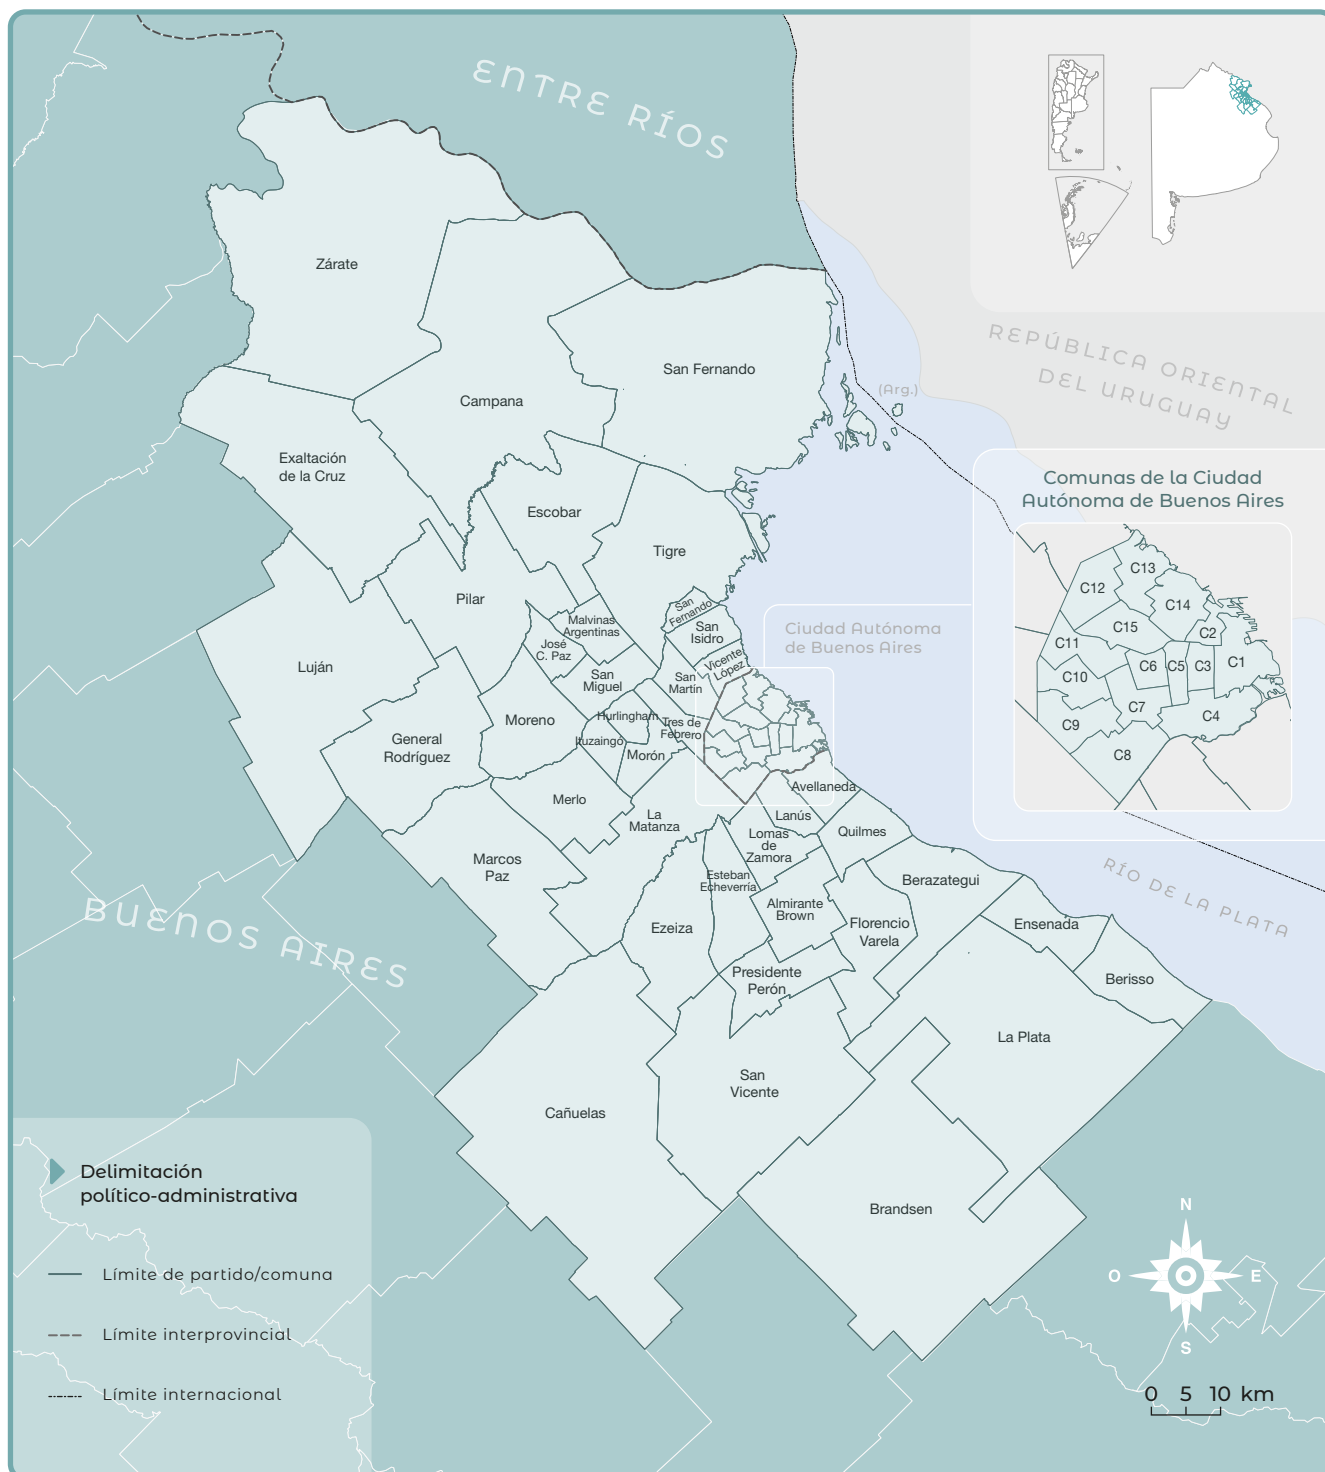 ENTRE RÍOS
REPÚBLICA ORIENTAL
DEL URUGUAY
(Arg.)
Zárate
San Fernando
Campana
Exaltación
de la Cruz
Escobar
Tigre
Pilar
San
Fernando
San
Isidro
Malvinas
Argentinas
José
C. Paz
Vicente
López
Luján
San
Miguel
San
Martín
Moreno
Hurlingham
Tres de
Febrero
Ituzaingó
Morón
General
Rodríguez
Merlo
La
Matanza
Avellaneda
Lanús
Quilmes
Lomas
de
Zamora
Marcos
Paz
Esteban
Echeverría
Berazategui
Almirante
Brown
Ezeiza
Florencio
Varela
Ensenada
Presidente
Perón
Berisso
La Plata
San
Vicente
Cañuelas
Brandsen
BUENOS AIRES
Ciudad Autónoma
de Buenos Aires
RÍO DE LA PLATA
Comunas de la Ciudad
Autónoma de Buenos Aires
C13
C12
C14
C15
C2
C11
C6
C5
C3
C1
C10
C7
C4
C9
C8
Delimitación
político-administrativa
Límite de partido/comuna
Límite interprovincial
Límite internacional
N
O
E
S
0 5 10 km